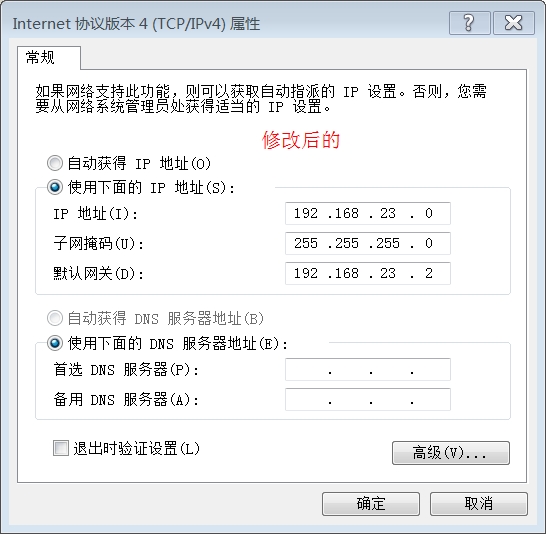 Internet 协议版本 4 (TCP/IPv4) 属性
常规
如果网络支持此功能，则可以获取自动指派的 IP 设置。否则，您需
要从网络系统管理员处获得适当的 IP 设置。
修改后的
自动获得 IP 地址(O)
使用下面的 IP 地址(S):
IP 地址(I): 192 .168 .23 . 0
子网掩码(U): 255 .255 .255 . 0
默认网关(D): 192 .168 .23 . 2
自动获得 DNS 服务器地址(B)
使用下面的 DNS 服务器地址(E):
首选 DNS 服务器(P): . . .
备用 DNS 服务器(A): . . .
退出时验证设置(L)
高级(V)...
确定 取消